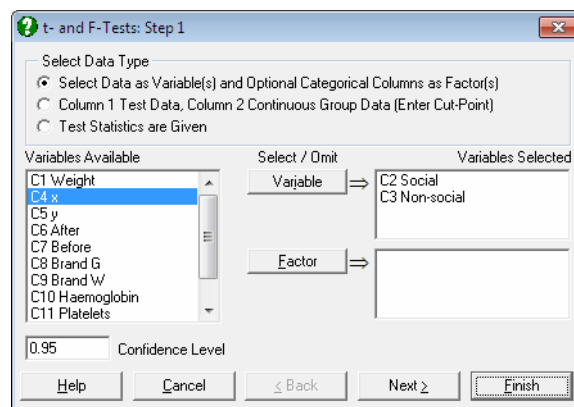 t- and F-Tests: Step 1
Select Data Type
Select Data as Variable(s) and Optional Categorical Columns as Factor(s)
Column 1 Test Data, Column 2 Continuous Group Data (Enter Cut-Point)
Test Statistics are Given
Variables Available
Select / Omit
Variables Selected
C1 Weight
C4 x
C5 y
C6 After
C7 Before
C8 Brand G
C9 Brand W
C10 Haemoglobin
C11 Platelets
Variable
C2 Social
C3 Non-social
Factor
0.95 Confidence Level
Help
Cancel
< Back
Next >
Finish